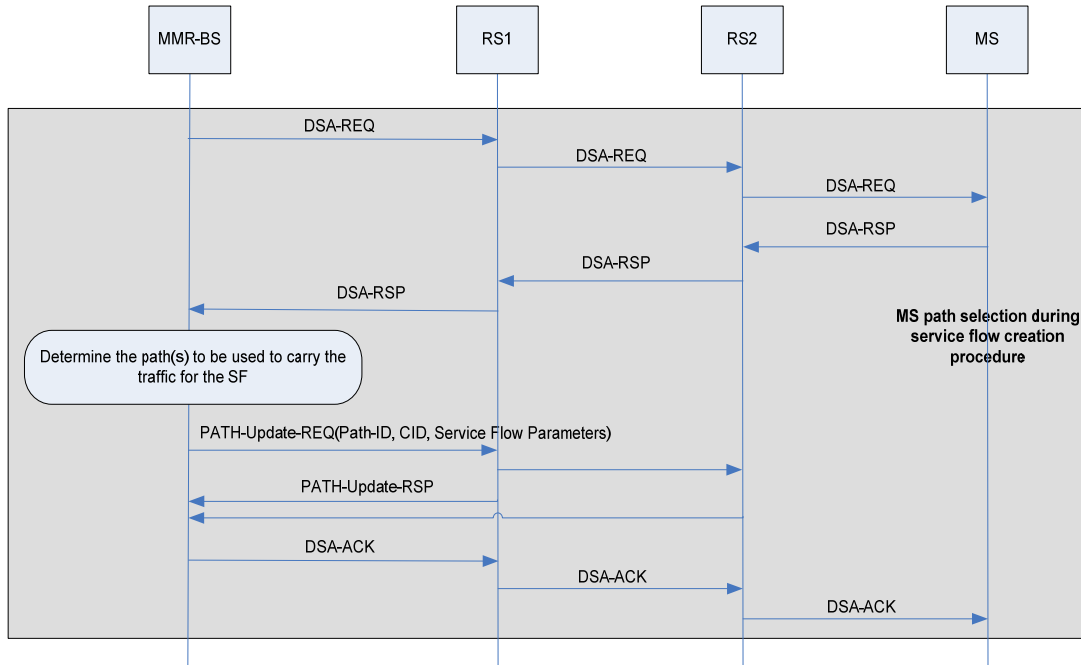 MMR-BS
RS1
RS2
MS
DSA-REQ
DSA-REQ
DSA-REQ
DSA-RSP
DSA-RSP
DSA-RSP
MS path selection during
service flow creation
procedure
Determine the path(s) to be used to carry the
traffic for the SF
PATH-Update-REQ(Path-ID, CID, Service Flow Parameters)
PATH-Update-RSP
DSA-ACK
DSA-ACK
DSA-ACK